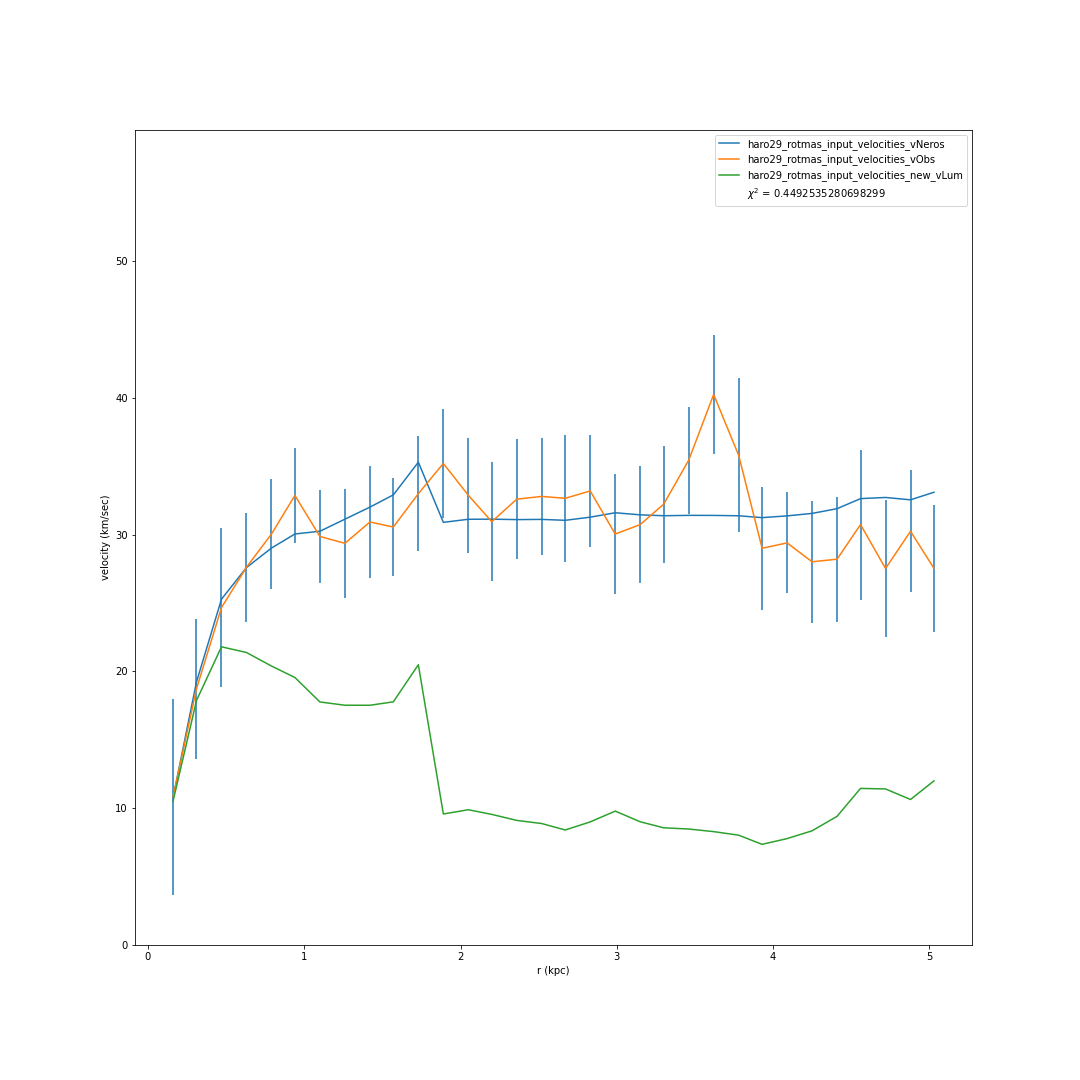 haro29_rotmas_input_velocities_vNeros
haro29_rotmas_input_velocities_vObs
haro29_rotmas_input_velocities_new_vLum
χ² = 0.4492535280698299
50
40
30
20
10
0
velocity (km/sec)
0 1 2 3 4 5
r (kpc)